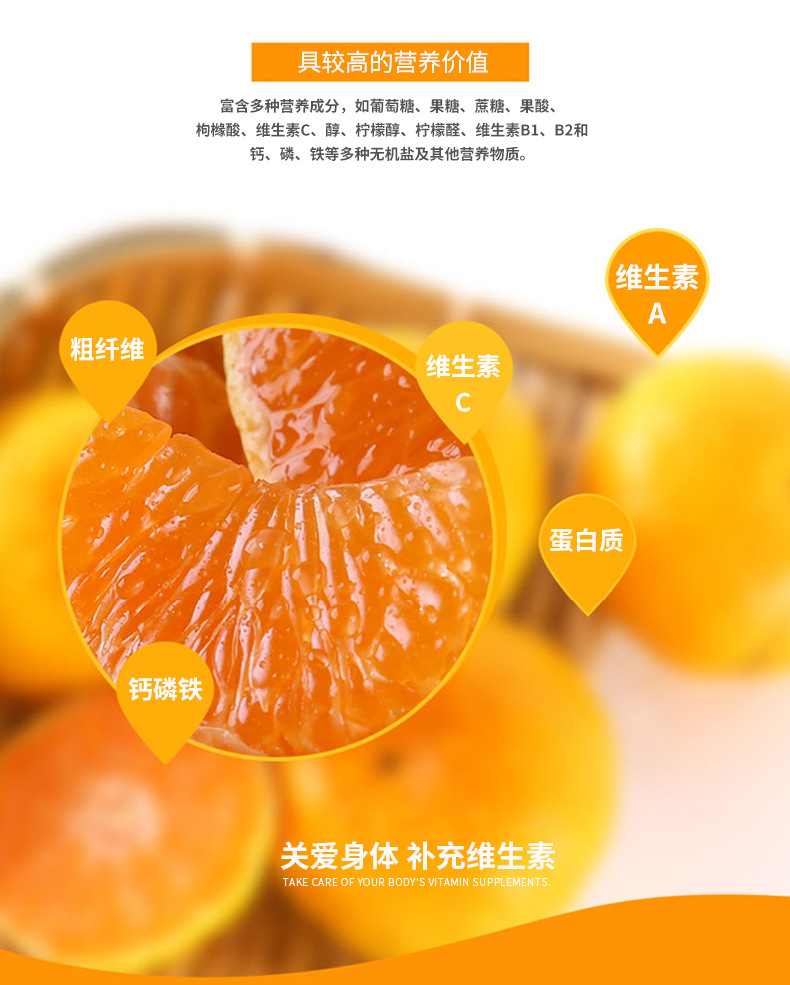 具较高的营养价值
富含多种营养成分，如葡萄糖、果糖、蔗糖、果酸、
枸橼酸、维生素C、醇、柠檬醇、柠檬醛、维生素B1、B2和
钙、磷、铁等多种无机盐及其他营养物质。
维生素
A
粗纤维
维生素
C
蛋白质
钙磷铁
关爱身体 补充维生素
TAKE CARE OF YOUR BODY'S VITAMIN SUPPLEMENTS.